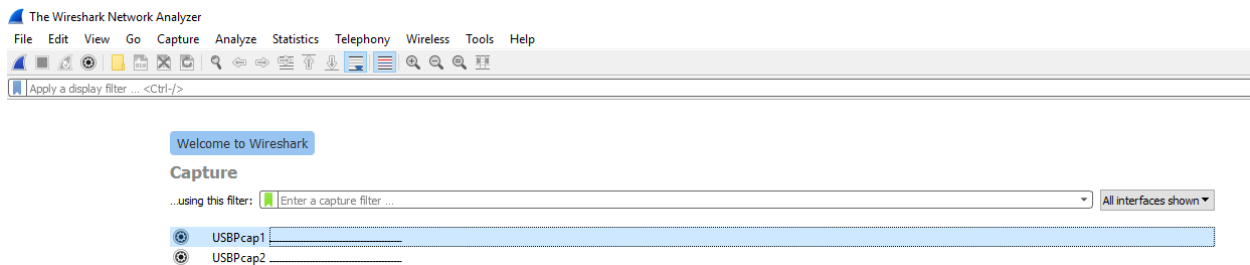 The Wireshark Network Analyzer
File Edit View Go Capture Analyze Statistics Telephony Wireless Tools Help
Apply a display filter ... <Ctrl-/>
Welcome to Wireshark
Capture
...using this filter: Enter a capture filter ... All interfaces shown
USBPcap1
USBPcap2